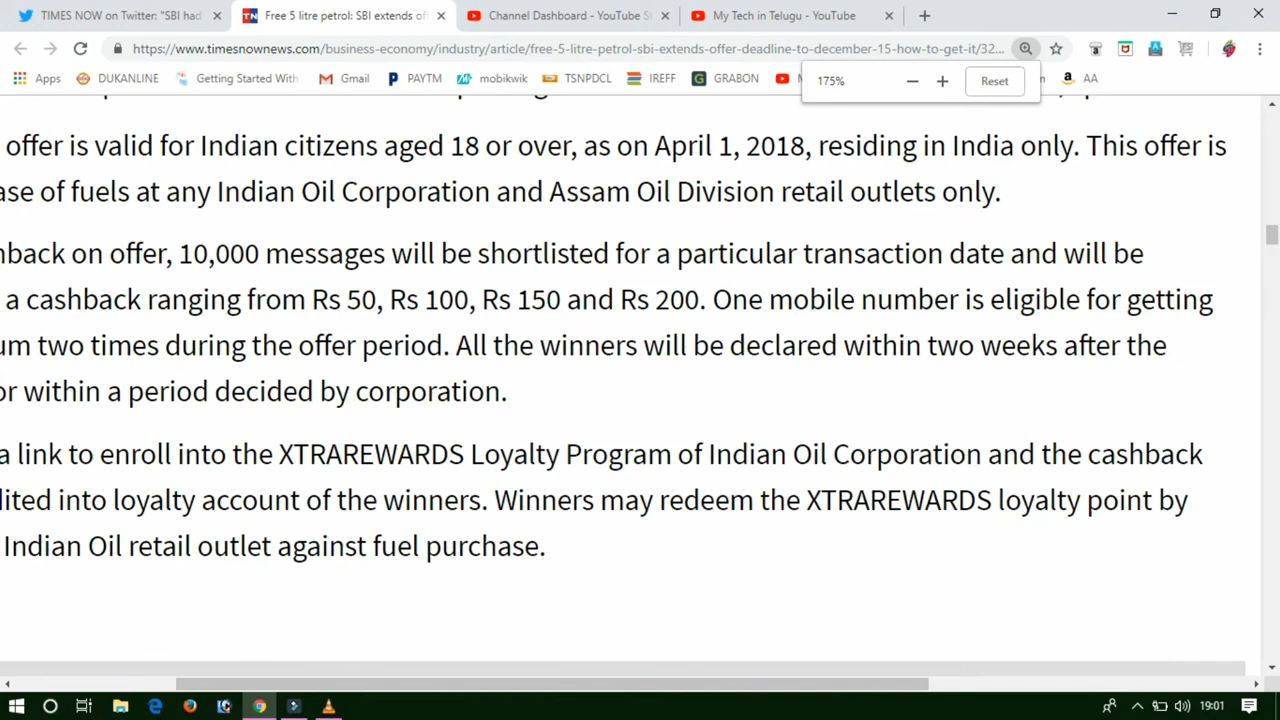 TIMES NOW on Twitter: "SBI had
Free 5 litre petrol: SBI extends off
Channel Dashboard - YouTube St
My Tech in Telugu - YouTube
https://www.timesnownews.com/business-economy/industry/article/free-5-litre-petrol-sbi-extends-offer-deadline-to-december-15-how-to-get-it/32...
Apps DUKANLINE Getting Started With Gmail PAYTM mobikwik TSNPDCL IREFF GRABON M AA
175% Reset
offer is valid for Indian citizens aged 18 or over, as on April 1, 2018, residing in India only. This offer is
ase of fuels at any Indian Oil Corporation and Assam Oil Division retail outlets only.
hback on offer, 10,000 messages will be shortlisted for a particular transaction date and will be
a cashback ranging from Rs 50, Rs 100, Rs 150 and Rs 200. One mobile number is eligible for getting
um two times during the offer period. All the winners will be declared within two weeks after the
or within a period decided by corporation.
a link to enroll into the XTRAREWARDS Loyalty Program of Indian Oil Corporation and the cashback
dited into loyalty account of the winners. Winners may redeem the XTRAREWARDS loyalty point by
Indian Oil retail outlet against fuel purchase.
19:01